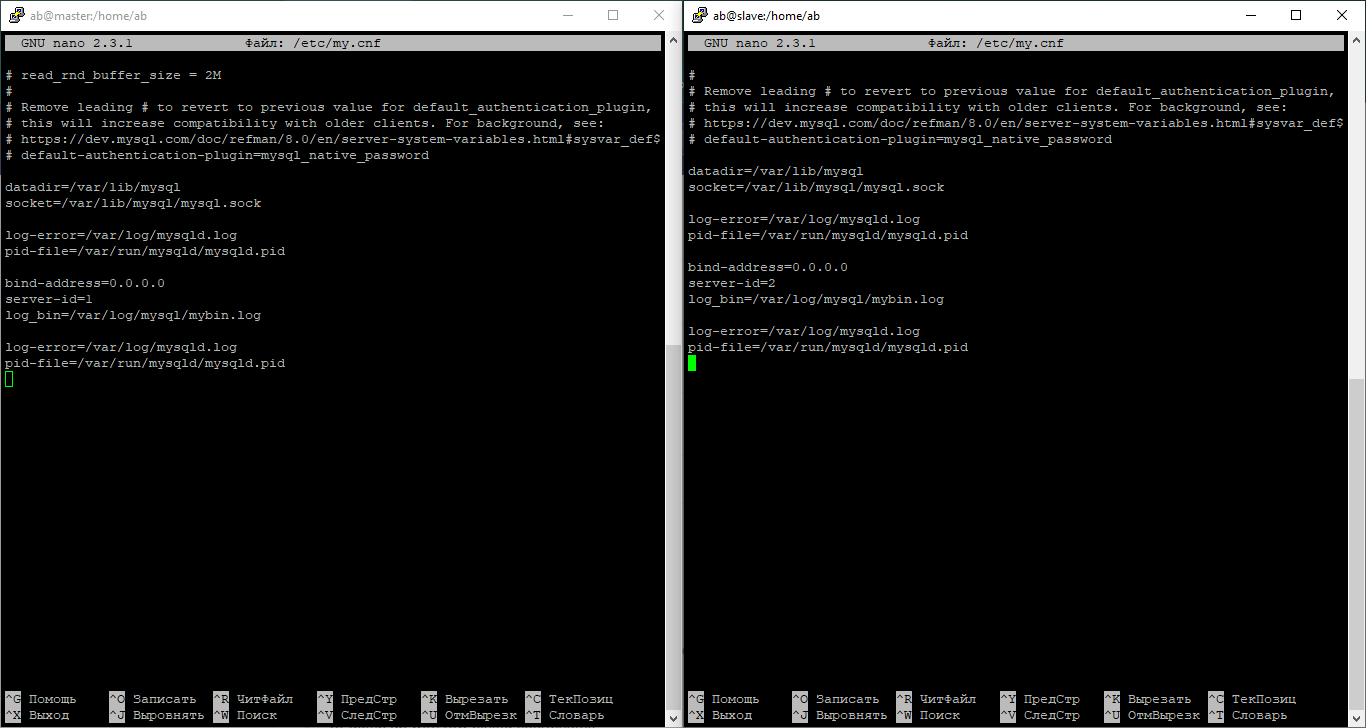 ab@master:/home/ab
GNU nano 2.3.1 Файл: /etc/my.cnf
# read_rnd_buffer_size = 2M
#
# Remove leading # to revert to previous value for default_authentication_plugin,
# this will increase compatibility with older clients. For background, see:
# https://dev.mysql.com/doc/refman/8.0/en/server-system-variables.html#sysvar_def$
# default-authentication-plugin=mysql_native_password
datadir=/var/lib/mysql
socket=/var/lib/mysql/mysql.sock
log-error=/var/log/mysqld.log
pid-file=/var/run/mysqld/mysqld.pid
bind-address=0.0.0.0
server-id=1
log_bin=/var/log/mysql/mybin.log
log-error=/var/log/mysqld.log
pid-file=/var/run/mysqld/mysqld.pid
^G Помощь ^O Записать ^R ЧитФайл ^Y ПредСтр ^K Вырезать ^C ТекПозиц
^X Выход ^J Выровнять ^W Поиск ^V СледСтр ^U ОтмВырезк ^T Словарь
ab@slave:/home/ab
GNU nano 2.3.1 Файл: /etc/my.cnf
#
# Remove leading # to revert to previous value for default_authentication_plugin,
# this will increase compatibility with older clients. For background, see:
# https://dev.mysql.com/doc/refman/8.0/en/server-system-variables.html#sysvar_def$
# default-authentication-plugin=mysql_native_password
datadir=/var/lib/mysql
socket=/var/lib/mysql/mysql.sock
log-error=/var/log/mysqld.log
pid-file=/var/run/mysqld/mysqld.pid
bind-address=0.0.0.0
server-id=2
log_bin=/var/log/mysql/mybin.log
log-error=/var/log/mysqld.log
pid-file=/var/run/mysqld/mysqld.pid
^G Помощь ^O Записать ^R ЧитФайл ^Y ПредСтр ^K Вырезать ^C ТекПозиц
^X Выход ^J Выровнять ^W Поиск ^V СледСтр ^U ОтмВырезк ^T Словарь